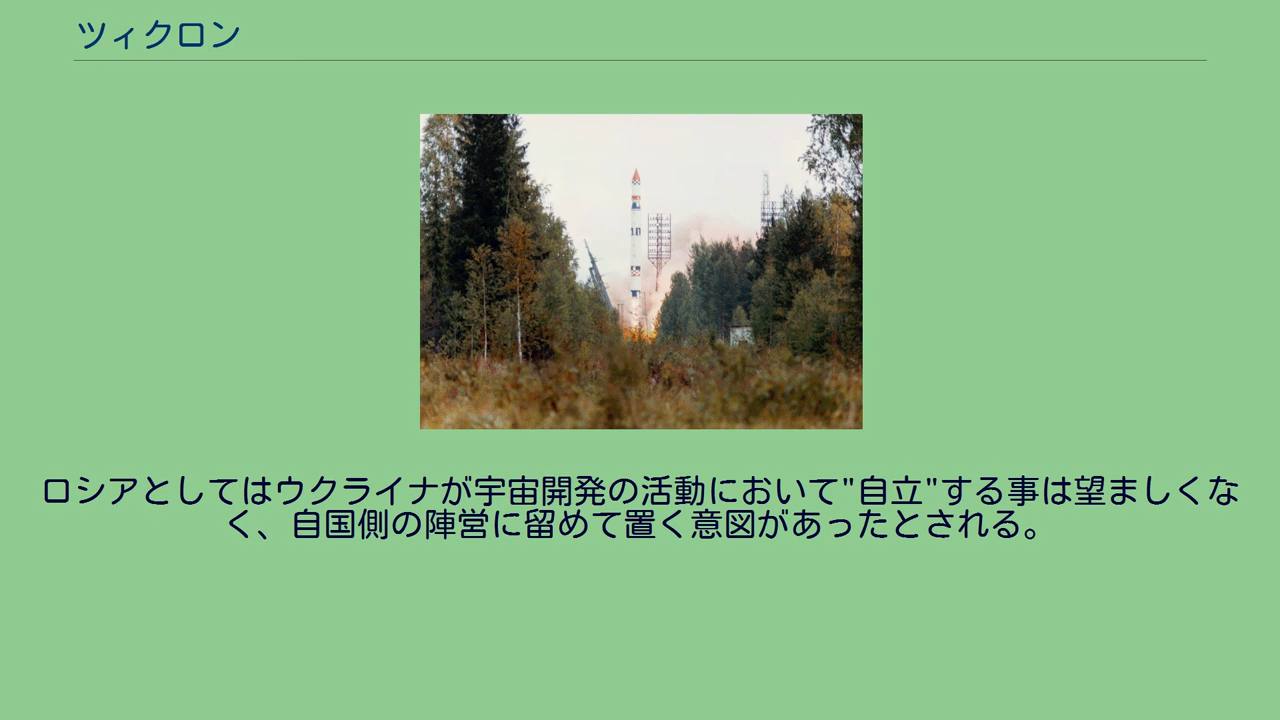 ツィクロン
ロシアとしてはウクライナが宇宙開発の活動において"自立"する事は望ましくな
く、自国側の陣営に留めて置く意図があったとされる。